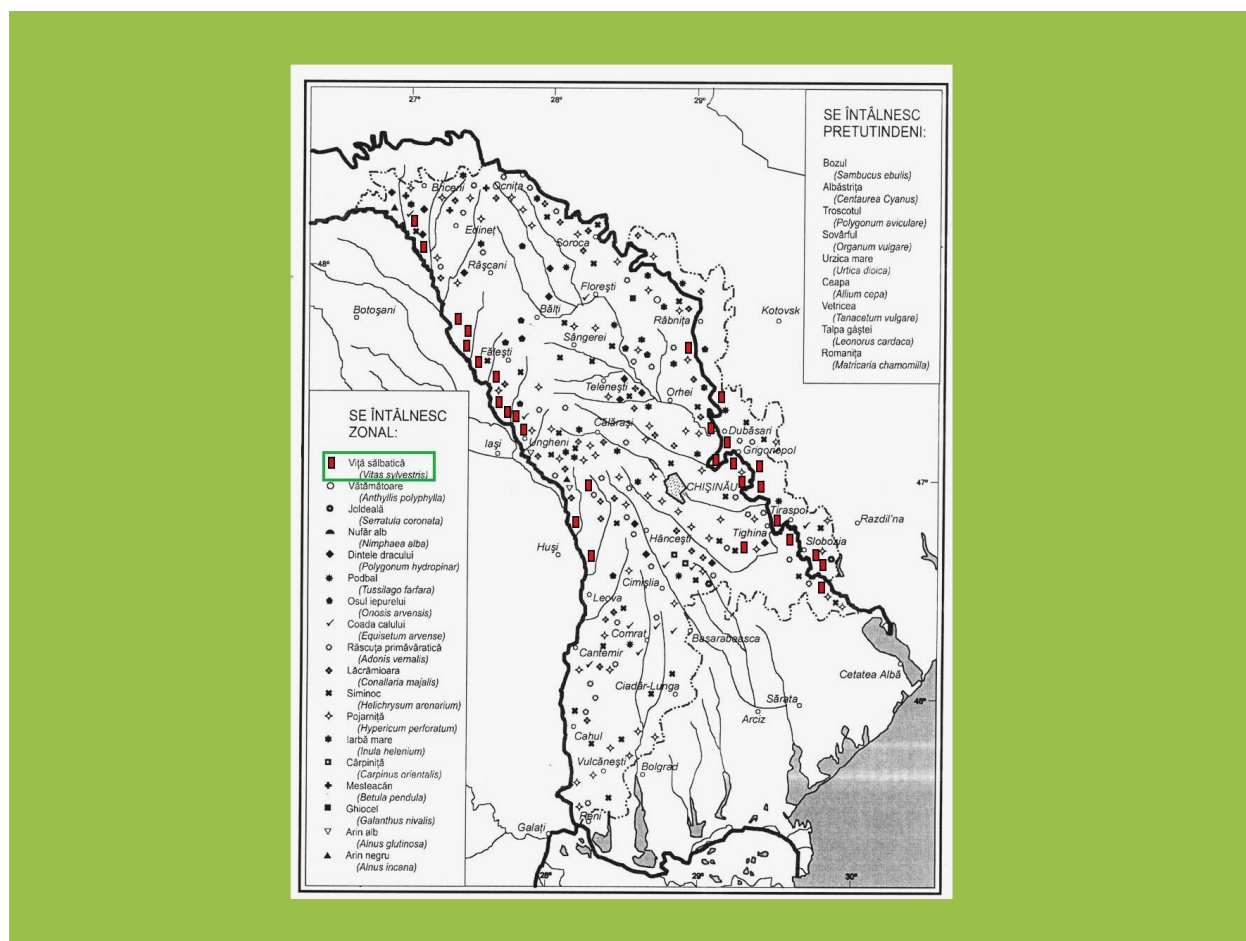 27°
28°
29°
SE ÎNTÂLNESC
PRETUTINDENI:
Bozul
(Sambucus ebulis)
Albăstrița
(Centaurea Cyanus)
Troscotul
(Polygonum aviculare)
Sovârful
(Organum vulgare)
Urzica mare
(Urtica dioica)
Ceapa
(Allium cepa)
Vetricea
(Tanacetum vulgare)
Talpa gâștei
(Leonorus cardaca)
Romanița
(Matricaria chamomilla)
Briceni
Ocnița
Edineț
Soroca
Râșcani
48°
Florești
Botoșani
Bălți
Râbnița
Kotovsk
Sângerei
Fălești
Telenești
Orhei
Călărași
Dubăsari
Iași
Ungheni
Grigoriopol
CHIȘINĂU
47°
Tiraspol
Razdil'na
Tighina
Huși
Hâncești
Slobozia
Cimișlia
Leova
Comrat
Basarabeasca
Cantemir
Cetatea Albă
Ciadâr-Lunga
Sărata
46°
Arciz
Cahul
Vulcănești
Bolgrad
Reni
Galați
28°
29°
30°
SE ÎNTÂLNESC
ZONAL:
Viță sălbatică
(Vitas sylvestris)
Vătămătoare
(Anthyllis polyphylla)
Joldeală
(Serratula coronata)
Nufăr alb
(Nimphaea alba)
Dintele dracului
(Polygonum hydropinar)
Podbal
(Tussilago farfara)
Osul iepurelui
(Onosis arvensis)
Coada calului
(Equisetum arvense)
Răscuța primăvăratică
(Adonis vernalis)
Lăcrămioara
(Conallaria majalis)
Siminoc
(Helichrysum arenarium)
Pojarniță
(Hypericum perforatum)
Iarbă mare
(Inula helenium)
Cărpiniță
(Carpinus orientalis)
Mesteacăn
(Betula pendula)
Ghiocel
(Galanthus nivalis)
Arin alb
(Alnus glutinosa)
Arin negru
(Alnus incana)